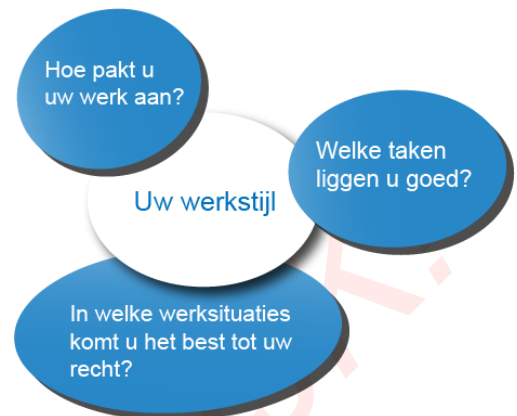 Hoe pakt u
uw werk aan?
Welke taken
liggen u goed?
Uw werkstijl
In welke werksituaties
komt u het best tot uw
recht?